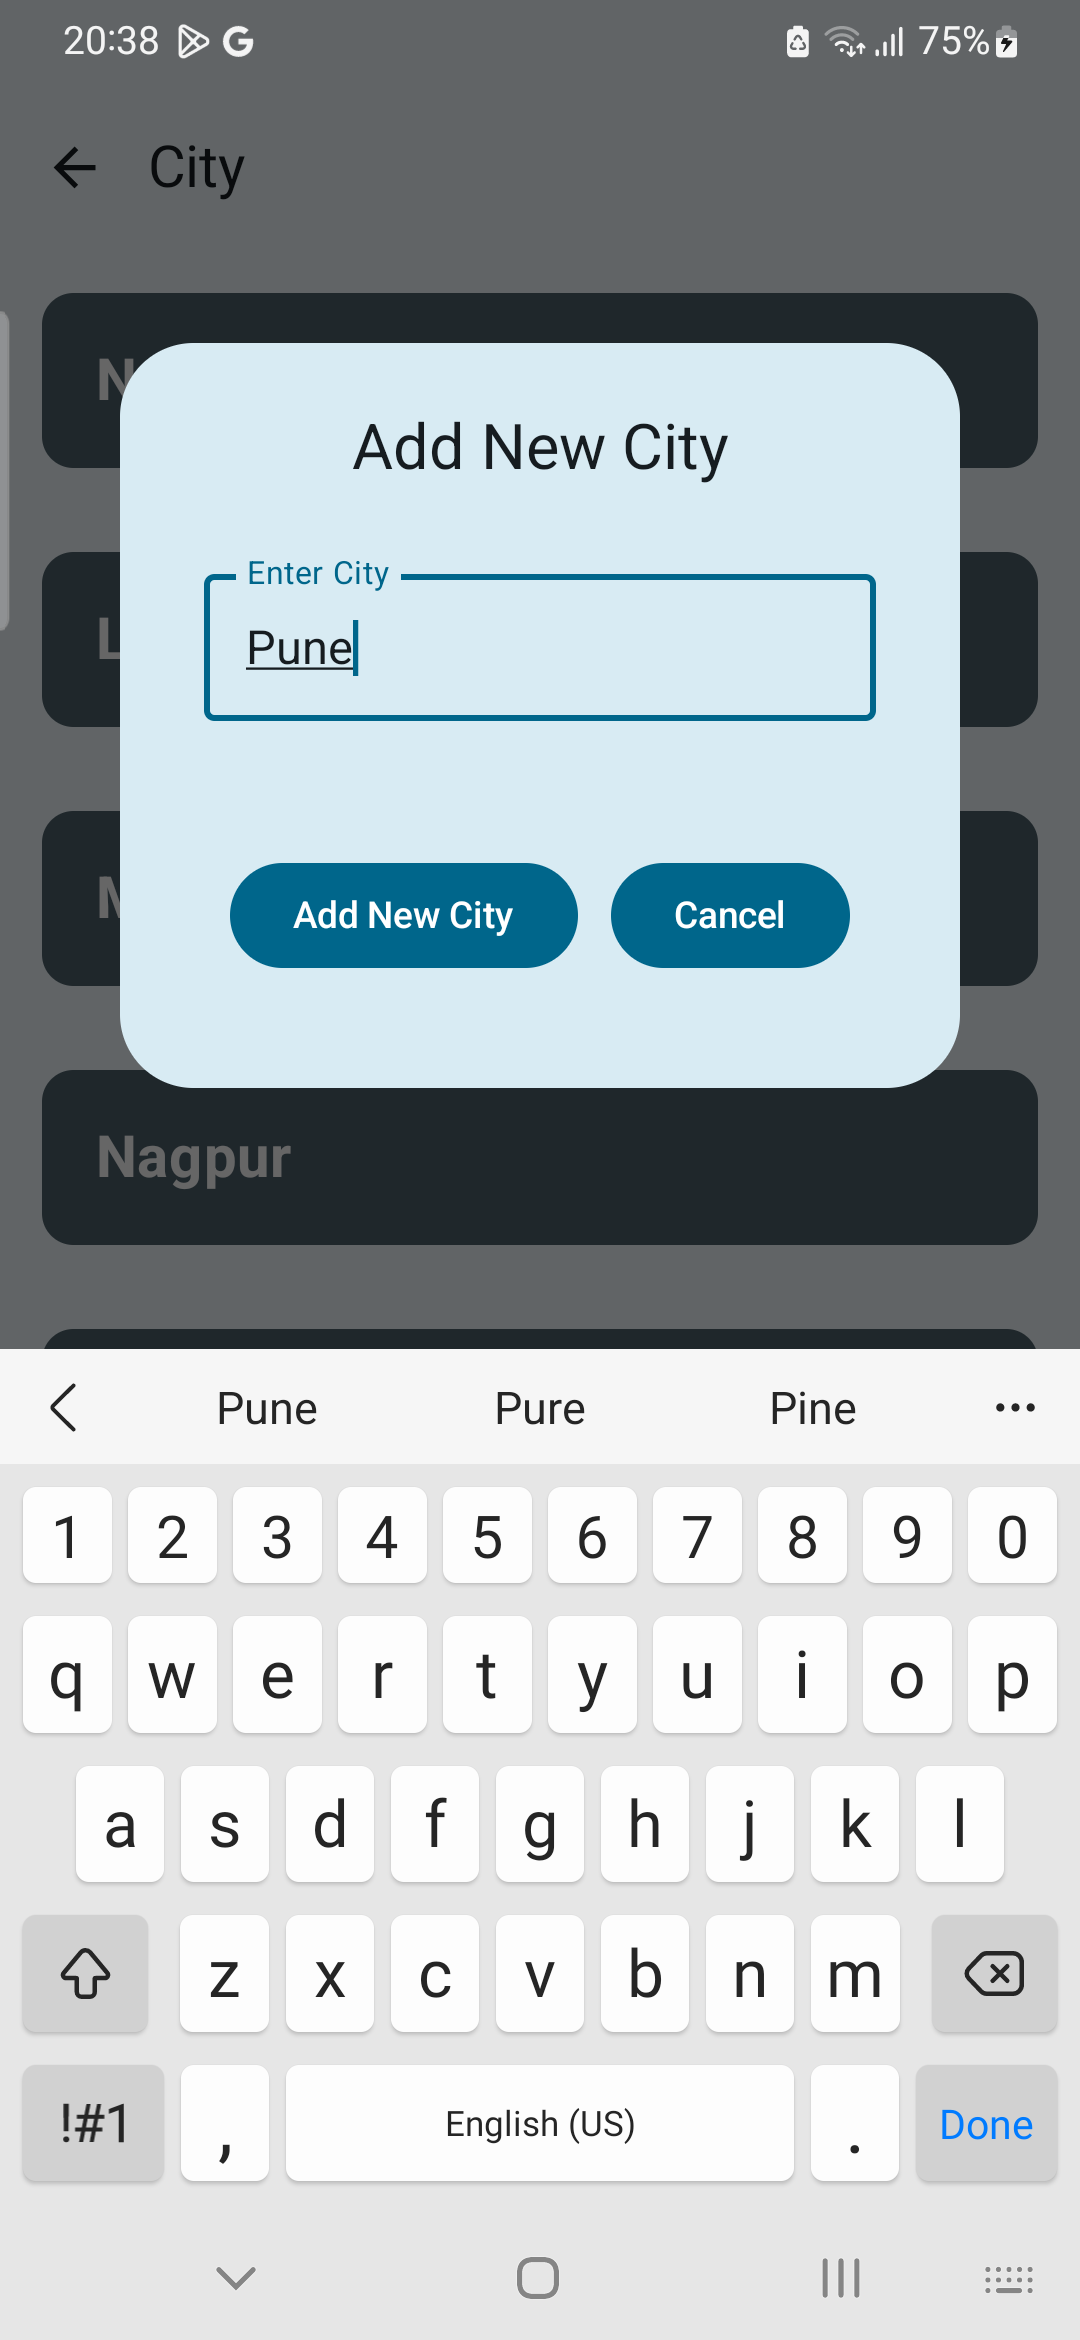 20:38 75%
City
Add New City
Enter City
Pune
Add New City Cancel
Nagpur
Pune Pure Pine
1 2 3 4 5 6 7 8 9 0
q w e r t y u i o p
a s d f g h j k l
z x c v b n m
!#1 , English (US) . Done